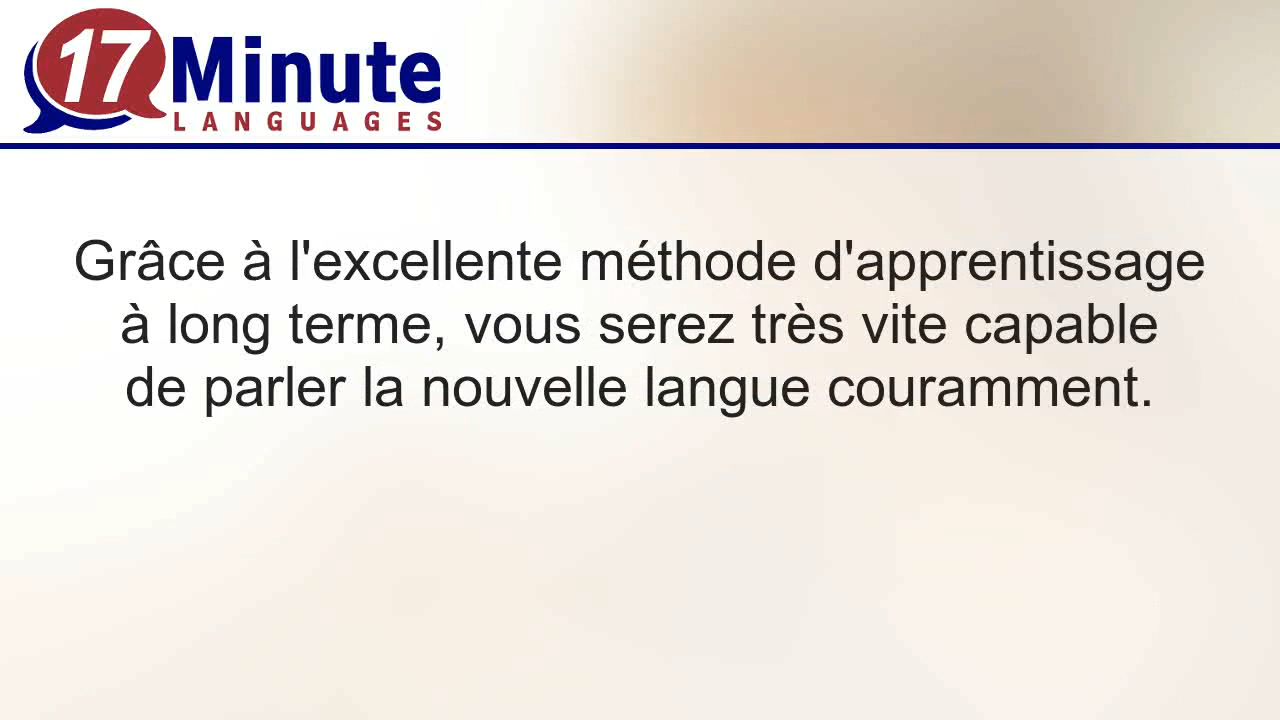 17 Minute
LANGUAGES
Grâce à l'excellente méthode d'apprentissage
à long terme, vous serez très vite capable
de parler la nouvelle langue couramment.